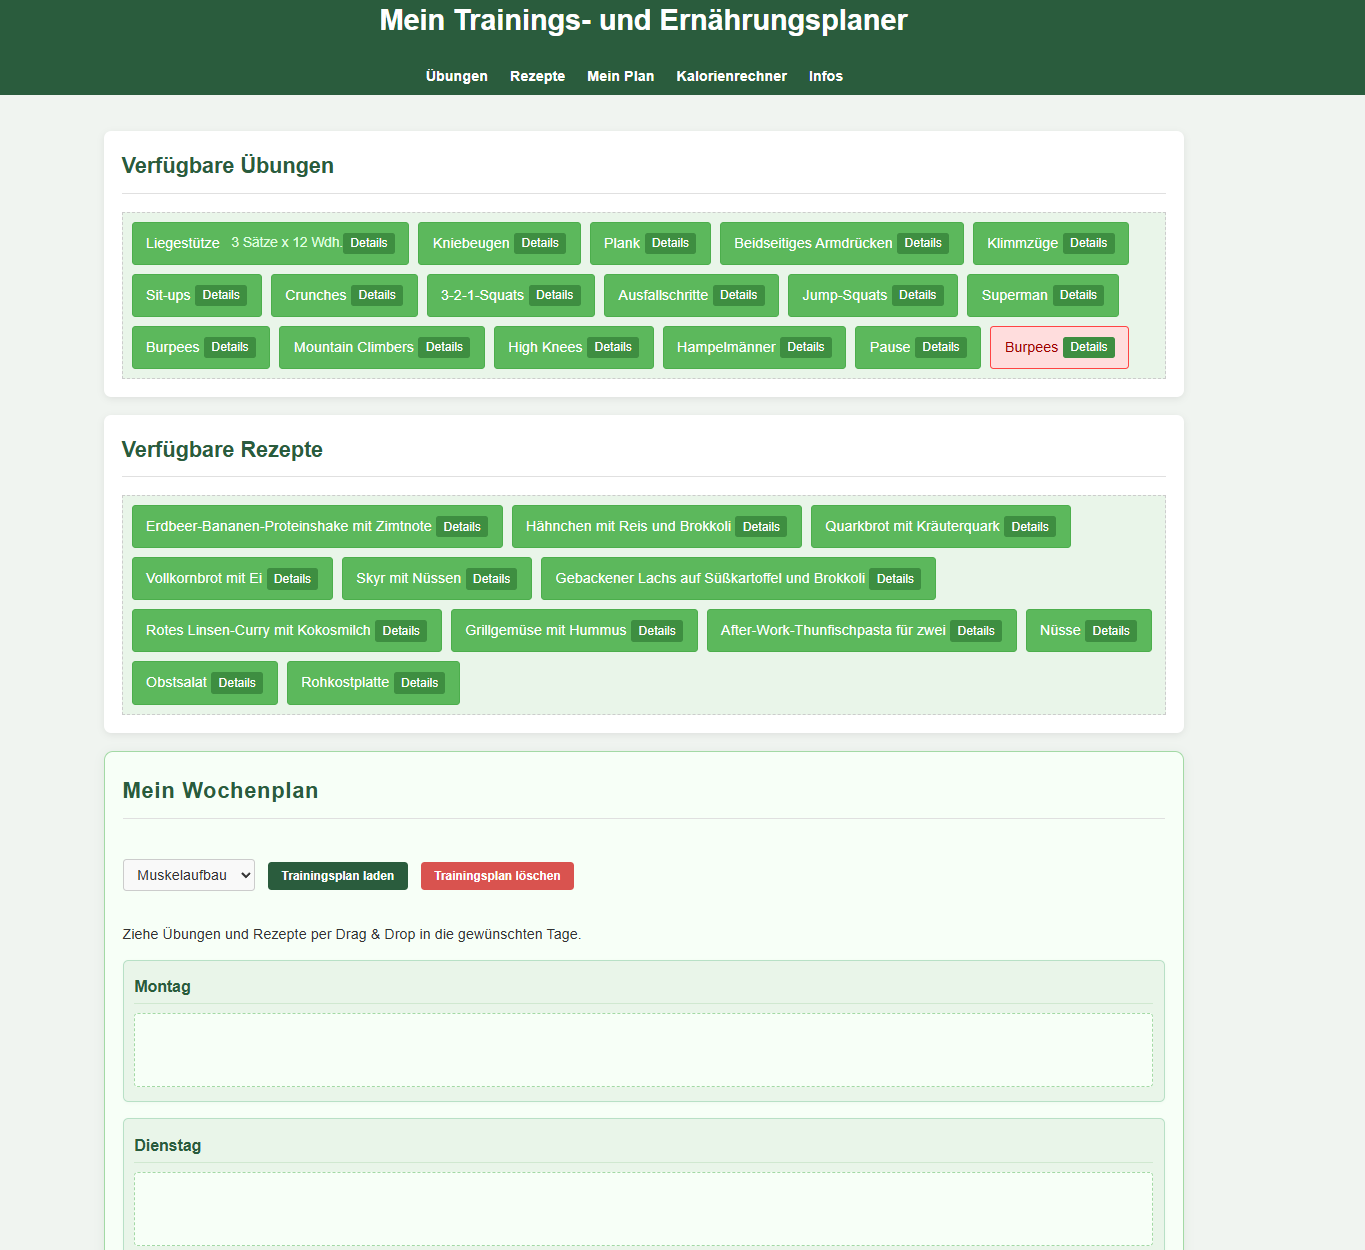 Mein Trainings- und Ernährungsplaner
Übungen Rezepte Mein Plan Kalorienrechner Infos
Verfügbare Übungen
Liegestütze 3 Sätze x 12 Wdh. Details Kniebeugen Details Plank Details Beidseitiges Armdrücken Details Klimmzüge Details
Sit-ups Details Crunches Details 3-2-1-Squats Details Ausfallschritte Details Jump-Squats Details Superman Details
Burpees Details Mountain Climbers Details High Knees Details Hampelmänner Details Pause Details Burpees Details
Verfügbare Rezepte
Erdbeer-Bananen-Proteinshake mit Zimtnote Details Hähnchen mit Reis und Brokkoli Details Quarkbrot mit Kräuterquark Details
Vollkornbrot mit Ei Details Skyr mit Nüssen Details Gebackener Lachs auf Süßkartoffel und Brokkoli Details
Rotes Linsen-Curry mit Kokosmilch Details Grillgemüse mit Hummus Details After-Work-Thunfischpasta für zwei Details Nüsse Details
Obstsalat Details Rohkostplatte Details
Mein Wochenplan
Muskelaufbau Trainingsplan laden Trainingsplan löschen
Ziehe Übungen und Rezepte per Drag & Drop in die gewünschten Tage.
Montag
Dienstag